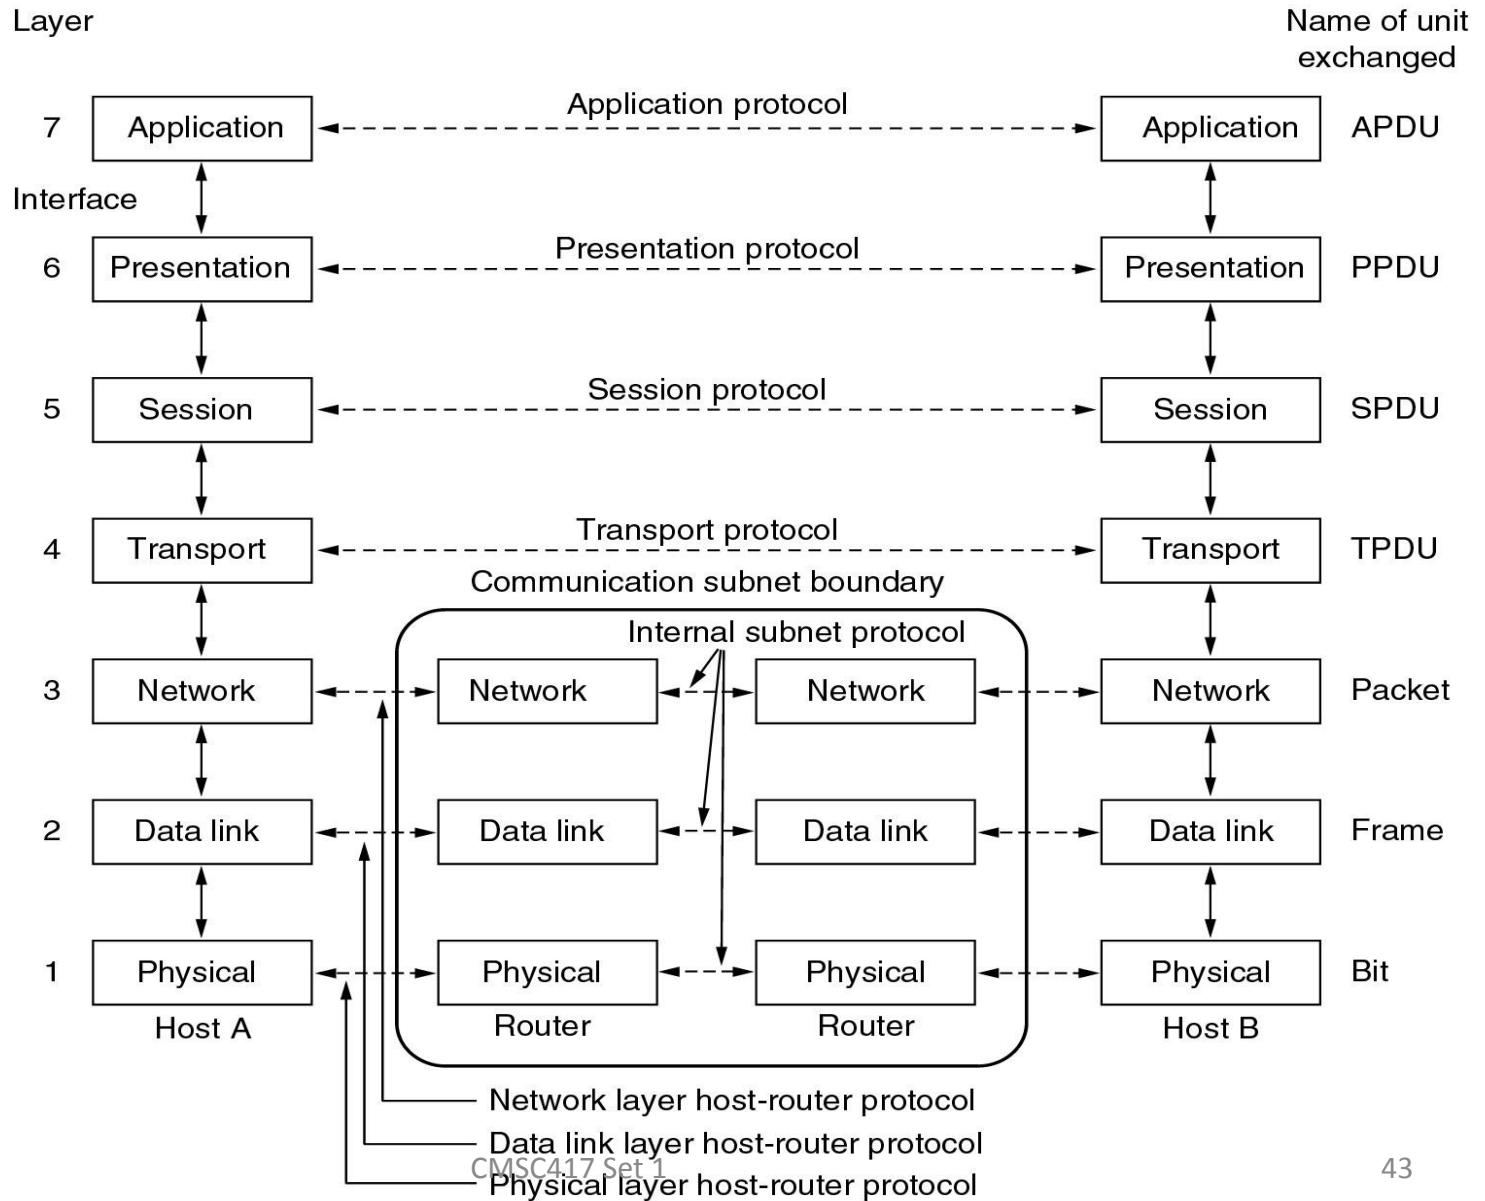 Layer
Name of unit
exchanged
7 Application Application protocol Application APDU
Interface
6 Presentation Presentation protocol Presentation PPDU
5 Session Session protocol Session SPDU
4 Transport Transport protocol Transport TPDU
Communication subnet boundary
Internal subnet protocol
3 Network Network Network Network Packet
2 Data link Data link Data link Data link Frame
1 Physical Physical Physical Physical Bit
Host A Router Router Host B
Network layer host-router protocol
Data link layer host-router protocol
CMSC417 Set 1 43
Physical layer host-router protocol